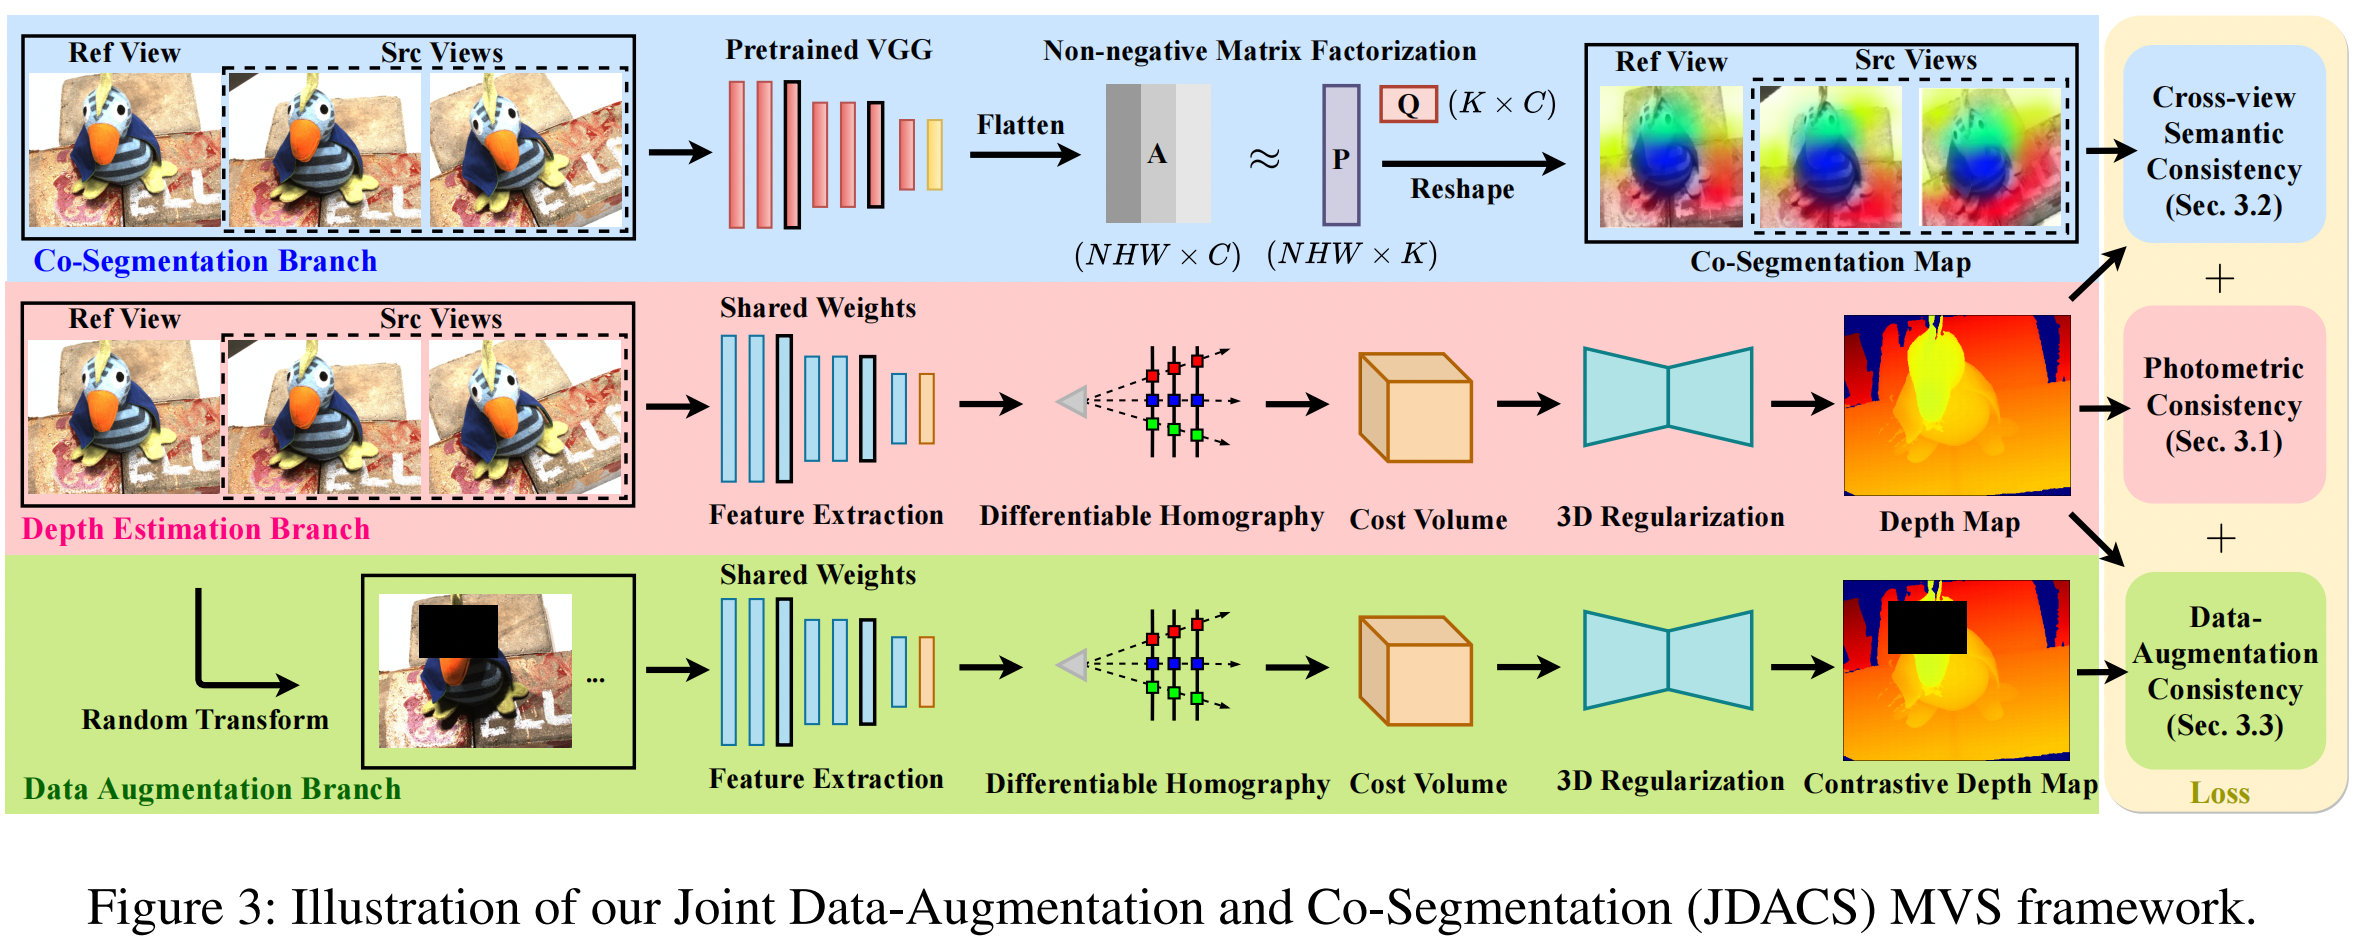 Ref View
Src Views
Pretrained VGG
Non-negative Matrix Factorization
Flatten
A
≈
P
Q
(K × C)
Reshape
(NHW × C)
(NHW × K)
Ref View
Src Views
Co-Segmentation Map
Co-Segmentation Branch
Cross-view
Semantic
Consistency
(Sec. 3.2)
+
Ref View
Src Views
Shared Weights
Feature Extraction
Differentiable Homography
Cost Volume
3D Regularization
Depth Map
Depth Estimation Branch
Photometric
Consistency
(Sec. 3.1)
+
Random Transform
...
Shared Weights
Feature Extraction
Differentiable Homography
Cost Volume
3D Regularization
Contrastive Depth Map
Data Augmentation Branch
Data-
Augmentation
Consistency
(Sec. 3.3)
Loss
Figure 3: Illustration of our Joint Data-Augmentation and Co-Segmentation (JDACS) MVS framework.